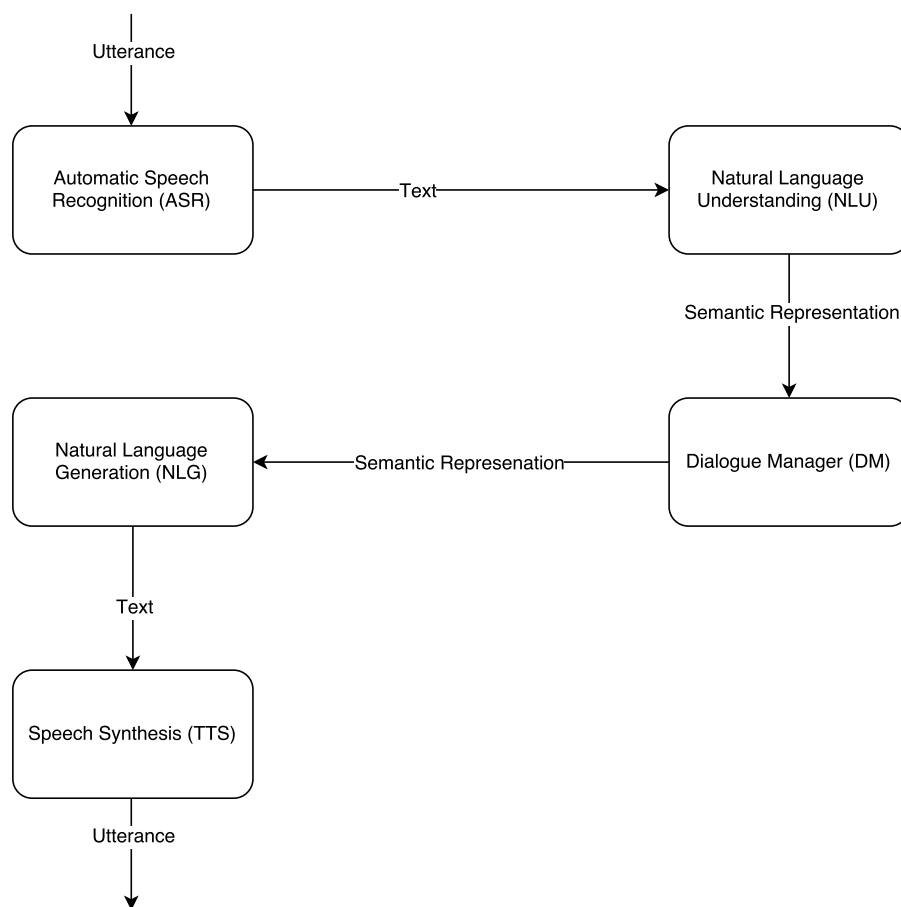 Utterance
Automatic Speech
Recognition (ASR)
Text
Natural Language
Understanding (NLU)
Semantic Representation
Dialogue Manager (DM)
Semantic Represenation
Natural Language
Generation (NLG)
Text
Speech Synthesis (TTS)
Utterance